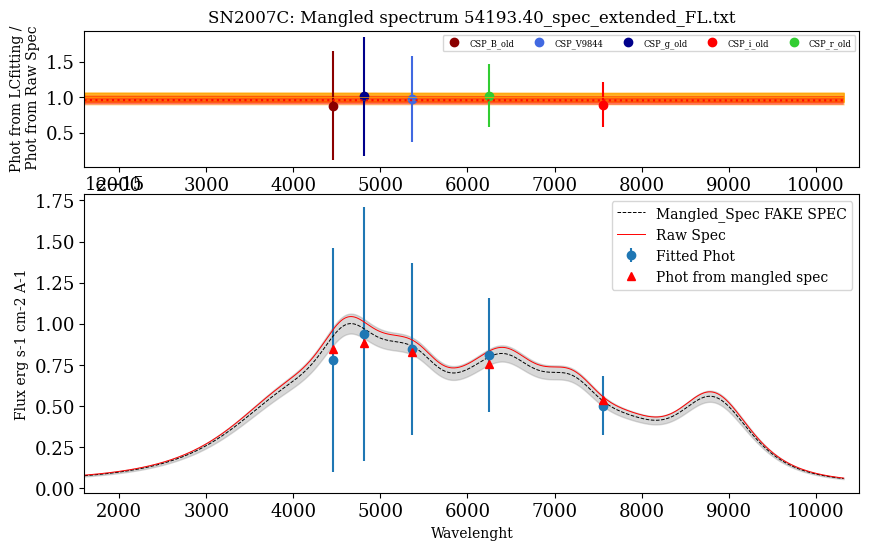 SN2007C: Mangled spectrum 54193.40_spec_extended_FL.txt
Phot from LCfitting /
Phot from Raw Spec
1.5
1.0
0.5
CSP_B_old
CSP_V9844
CSP_g_old
CSP_i_old
CSP_r_old
2000 3000 4000 5000 6000 7000 8000 9000 10000
1e−15
1.75
1.50
1.25
1.00
0.75
0.50
0.25
0.00
Flux erg s-1 cm-2 A-1
Mangled_Spec FAKE SPEC
Raw Spec
Fitted Phot
Phot from mangled spec
2000 3000 4000 5000 6000 7000 8000 9000 10000
Wavelenght